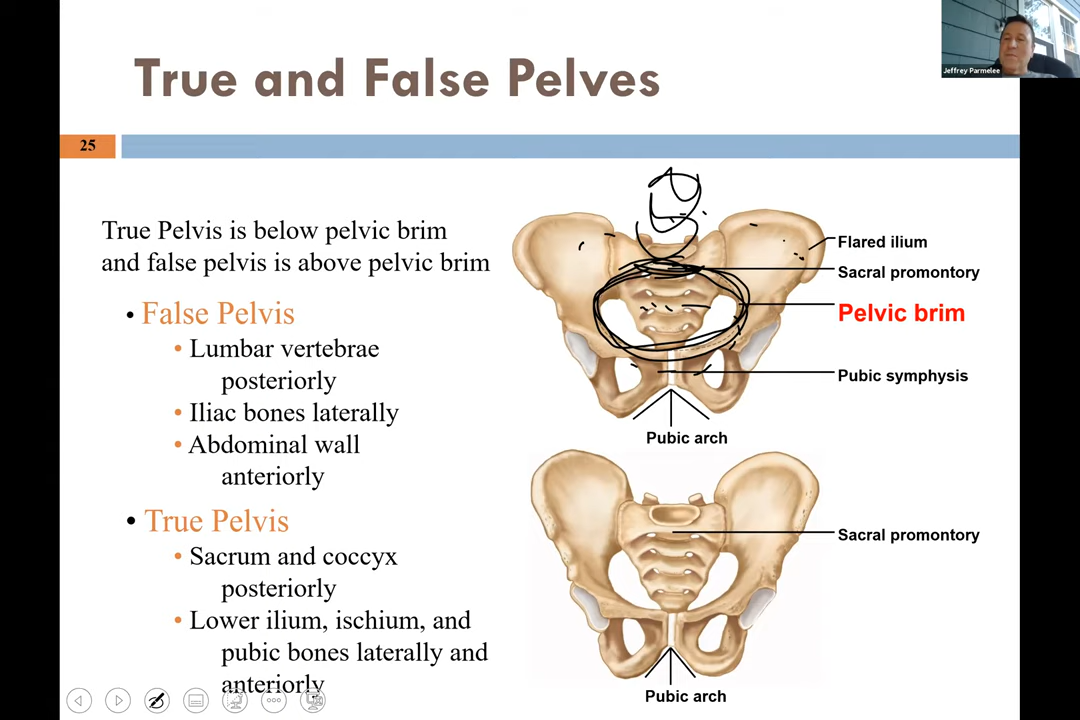 True and False Pelves
Jeffrey Parmelee
25
True Pelvis is below pelvic brim
and false pelvis is above pelvic brim
• False Pelvis
• Lumbar vertebrae
posteriorly
• Iliac bones laterally
• Abdominal wall
anteriorly
• True Pelvis
• Sacrum and coccyx
posteriorly
• Lower ilium, ischium, and
pubic bones laterally and
anteriorly
Flared ilium
Sacral promontory
Pelvic brim
Pubic symphysis
Pubic arch
Sacral promontory
Pubic arch